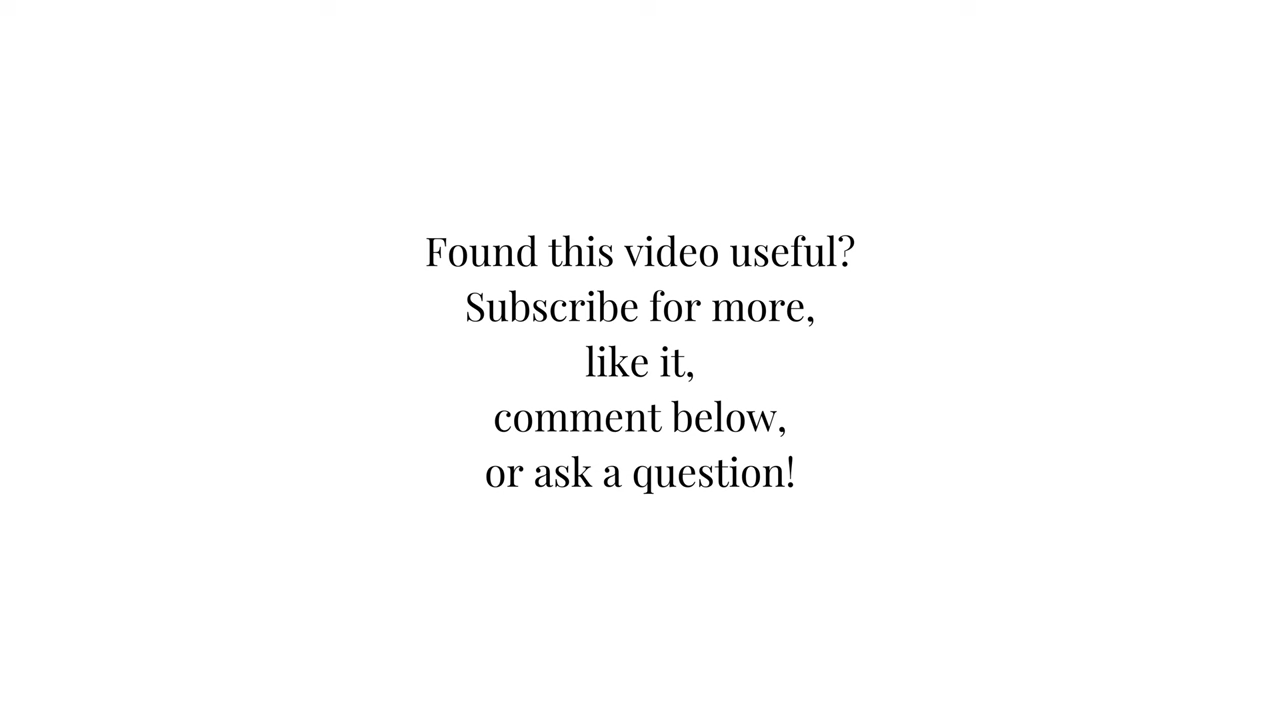 Found this video useful?
Subscribe for more,
like it,
comment below,
or ask a question!